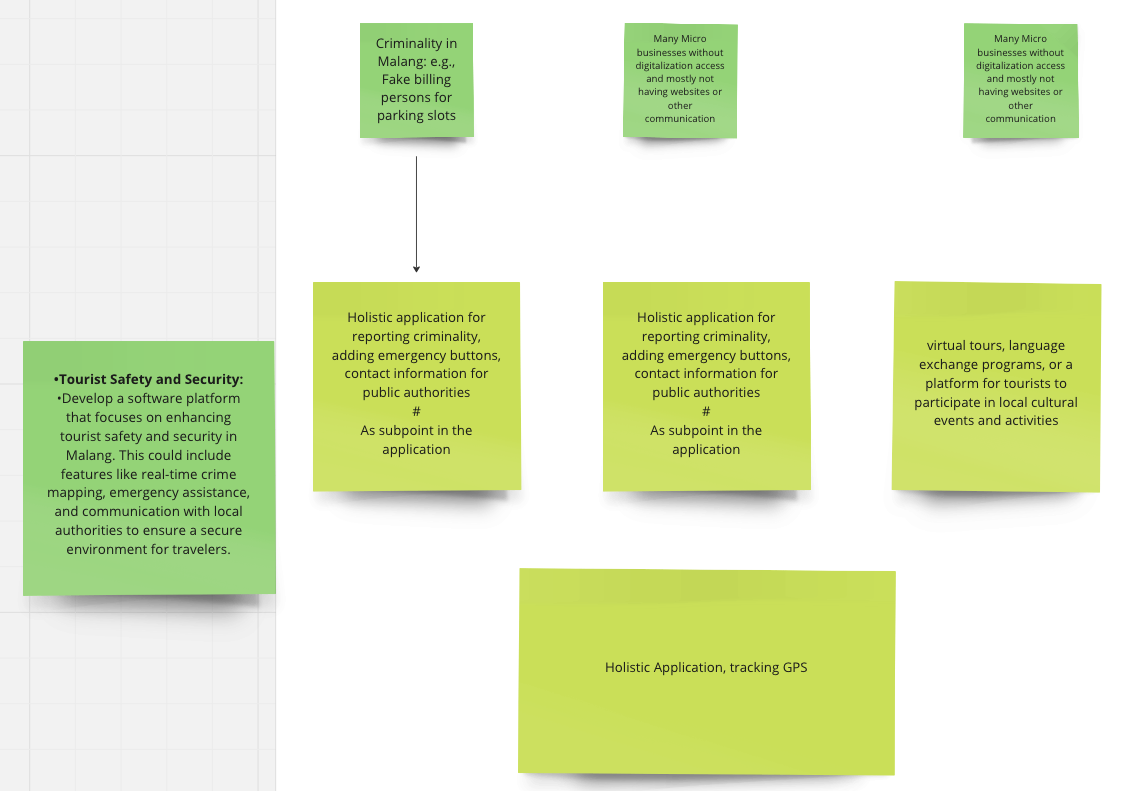 Criminality in
Malang: e.g.,
Fake billing
persons for
parking slots
Many Micro
businesses without
digitalization access
and mostly not
having websites or
other
communication
Many Micro
businesses without
digitalization access
and mostly not
having websites or
other
communication
•Tourist Safety and Security:
•Develop a software platform
that focuses on enhancing
tourist safety and security in
Malang. This could include
features like real-time crime
mapping, emergency assistance,
and communication with local
authorities to ensure a secure
environment for travelers.
Holistic application for
reporting criminality,
adding emergency buttons,
contact information for
public authorities
#
As subpoint in the
application
Holistic application for
reporting criminality,
adding emergency buttons,
contact information for
public authorities
#
As subpoint in the
application
virtual tours, language
exchange programs, or a
platform for tourists to
participate in local cultural
events and activities
Holistic Application, tracking GPS